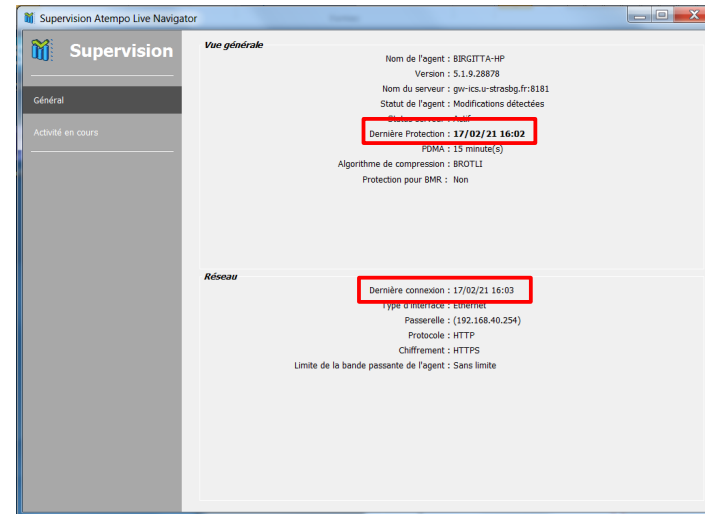 Supervision Atempo Live Navigator
Supervision
Général
Activité en cours
Vue générale
Nom de l'agent : BIRGITTA-HP
Version : 5.1.9.28878
Nom du serveur : gw-ics.u-strasbg.fr:8181
Statut de l'agent : Modifications détectées
Dernière Protection : 17/02/21 16:02
PDMA : 15 minute(s)
Algorithme de compression : BROTLI
Protection pour BMR : Non
Réseau
Dernière connexion : 17/02/21 16:03
Type d'interface : Ethernet
Passerelle : (192.168.40.254)
Protocole : HTTP
Chiffrement : HTTPS
Limite de la bande passante de l'agent : Sans limite